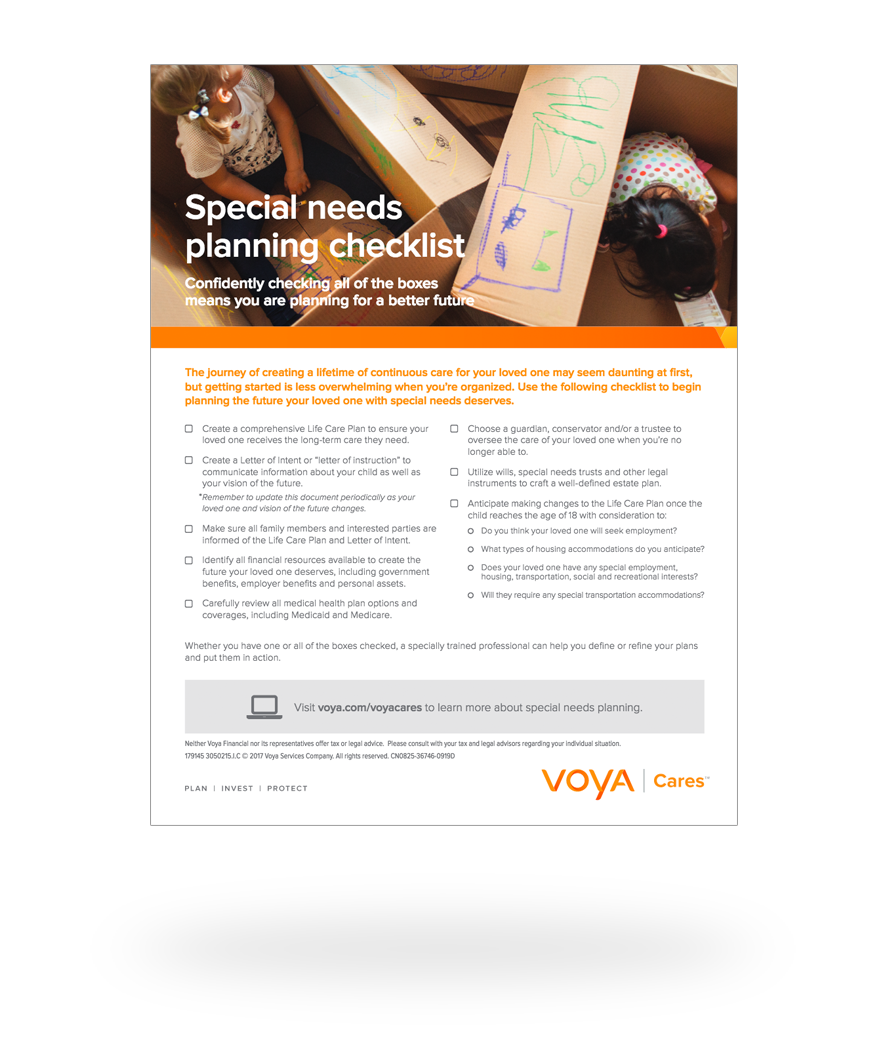 Special needs
planning checklist
Confidently checking all of the boxes
means you are planning for a better future
The journey of creating a lifetime of continuous care for your loved one may seem daunting at first,
but getting started is less overwhelming when you're organized. Use the following checklist to begin
planning the future your loved one with special needs deserves.
Create a comprehensive Life Care Plan to ensure your
loved one receives the long-term care they need.
Create a Letter of Intent or “letter of instruction” to
communicate information about your child as well as
your vision of the future.
*Remember to update this document periodically as your
loved one and vision of the future changes.
Make sure all family members and interested parties are
informed of the Life Care Plan and Letter of Intent.
Identify all financial resources available to create the
future your loved one deserves, including government
benefits, employer benefits and personal assets.
Carefully review all medical health plan options and
coverages, including Medicaid and Medicare.
Choose a guardian, conservator and/or a trustee to
oversee the care of your loved one when you're no
longer able to.
Utilize wills, special needs trusts and other legal
instruments to craft a well-defined estate plan.
Anticipate making changes to the Life Care Plan once the
child reaches the age of 18 with consideration to:
Do you think your loved one will seek employment?
What types of housing accommodations do you anticipate?
Does your loved one have any special employment,
housing, transportation, social and recreational interests?
Will they require any special transportation accommodations?
Whether you have one or all of the boxes checked, a specially trained professional can help you define or refine your plans
and put them in action.
Visit voya.com/voyacares to learn more about special needs planning.
Neither Voya Financial nor its representatives offer tax or legal advice. Please consult with your tax and legal advisors regarding your individual situation.
179145 3050215.I.C © 2017 Voya Services Company. All rights reserved. CN0825-36746-0919D
PLAN | INVEST | PROTECT
VOYA | Cares™